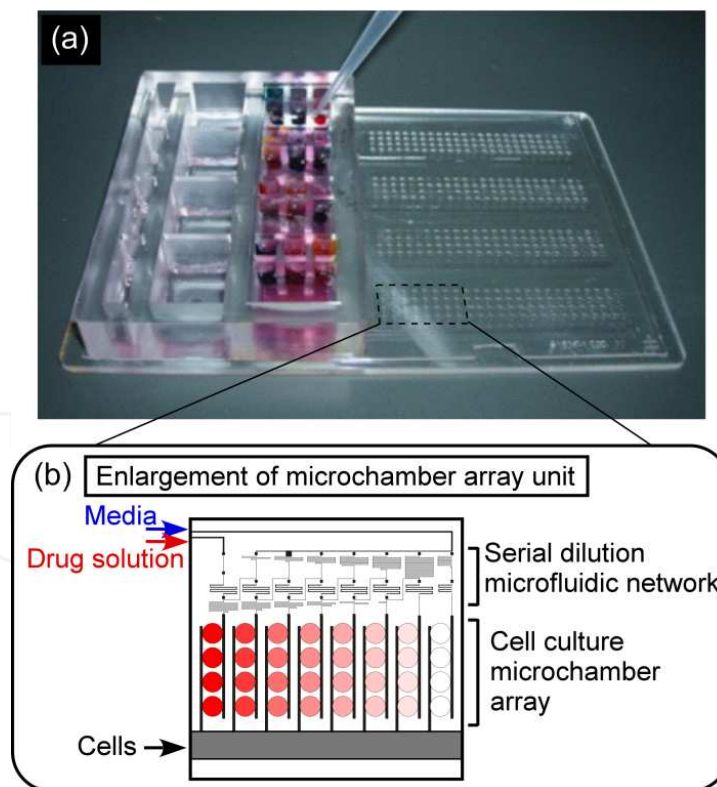 (a)
(b)
Enlargement of microchamber array unit
Media
Drug solution
Serial dilution
microfluidic network
Cell culture
microchamber
array
Cells